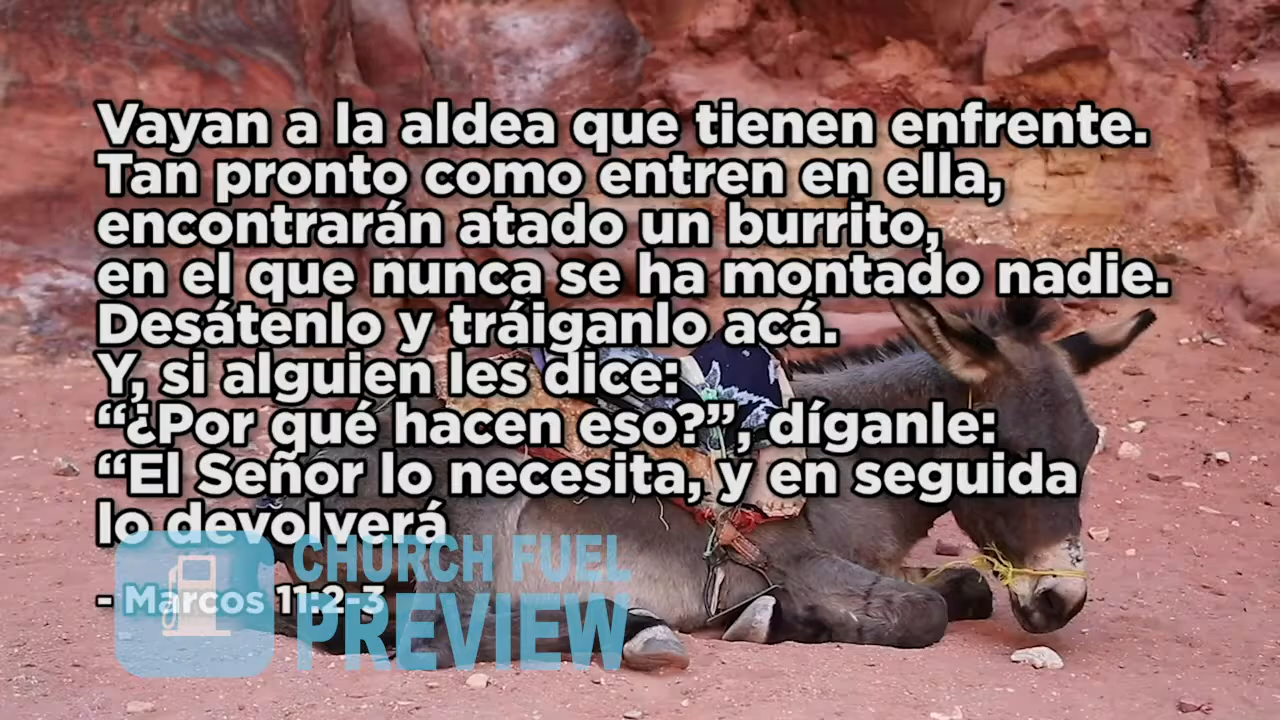 Vayan a la aldea que tienen enfrente.
Tan pronto como entren en ella,
encontrarán atado un burrito,
en el que nunca se ha montado nadie.
Desátenlo y tráiganlo acá.
Y, si alguien les dice:
“¿Por qué hacen eso?”, díganle:
“El Señor lo necesita, y en seguida
lo devolverá
- Marcos 11:2-3
CHURCH FUEL
PREVIEW